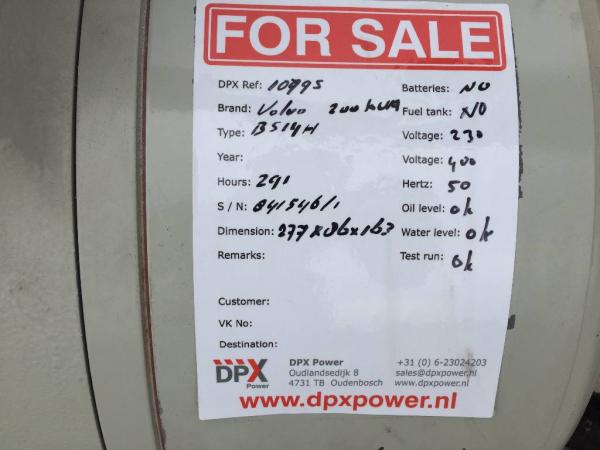 FOR SALE
DPX Ref: 10995
Brand: Volvo 200 kVA
Type: B514H
Year:
Hours: 291
S / N: 041546/1
Dimension: 277x86x163
Remarks:
Batteries: NO
Fuel tank: NO
Voltage: 230
Voltage: 400
Hertz: 50
Oil level: ok
Water level: ok
Test run: ok
Customer:
VK No:
Destination:
DPX Power
DPX Power
Oudlandsedijk 8
4731 TB Oudenbosch
+31 (0) 6-23024203
sales@dpxpower.nl
www.dpxpower.nl
www.dpxpower.nl